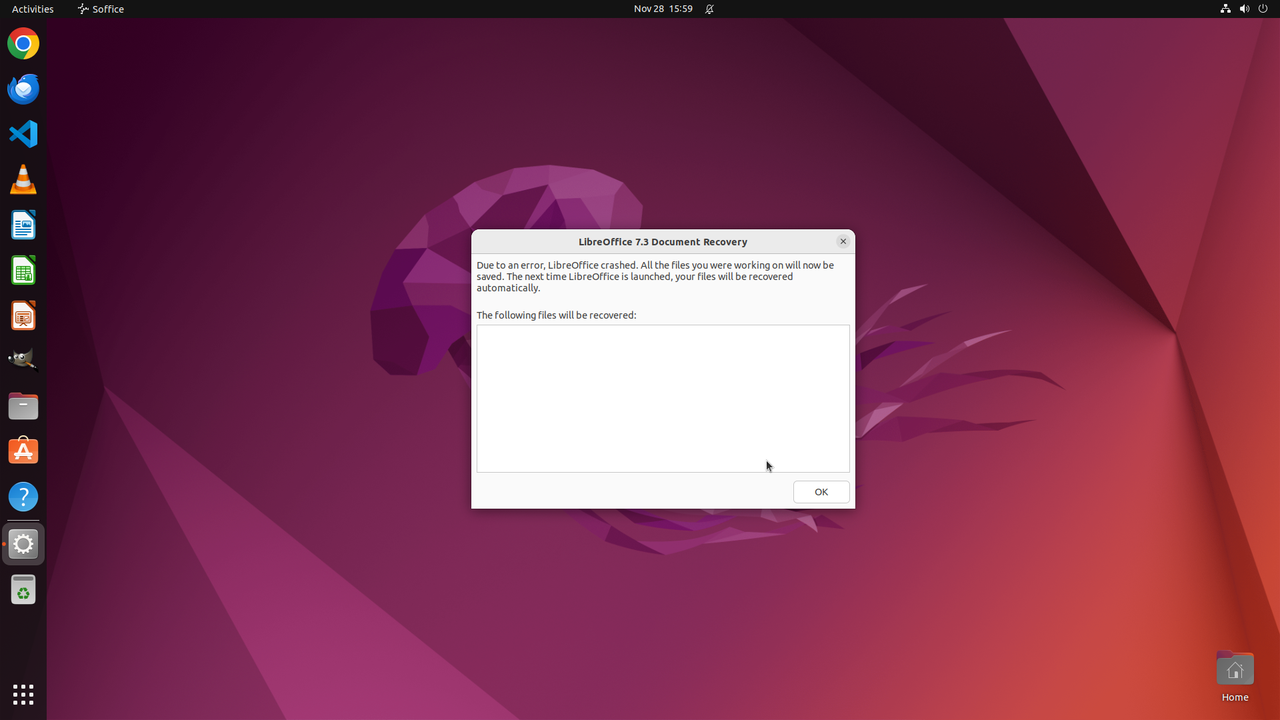 Activities
Soffice
Nov 28 15:59
LibreOffice 7.3 Document Recovery
Due to an error, LibreOffice crashed. All the files you were working on will now be
saved. The next time LibreOffice is launched, your files will be recovered
automatically.
The following files will be recovered:
OK
Home